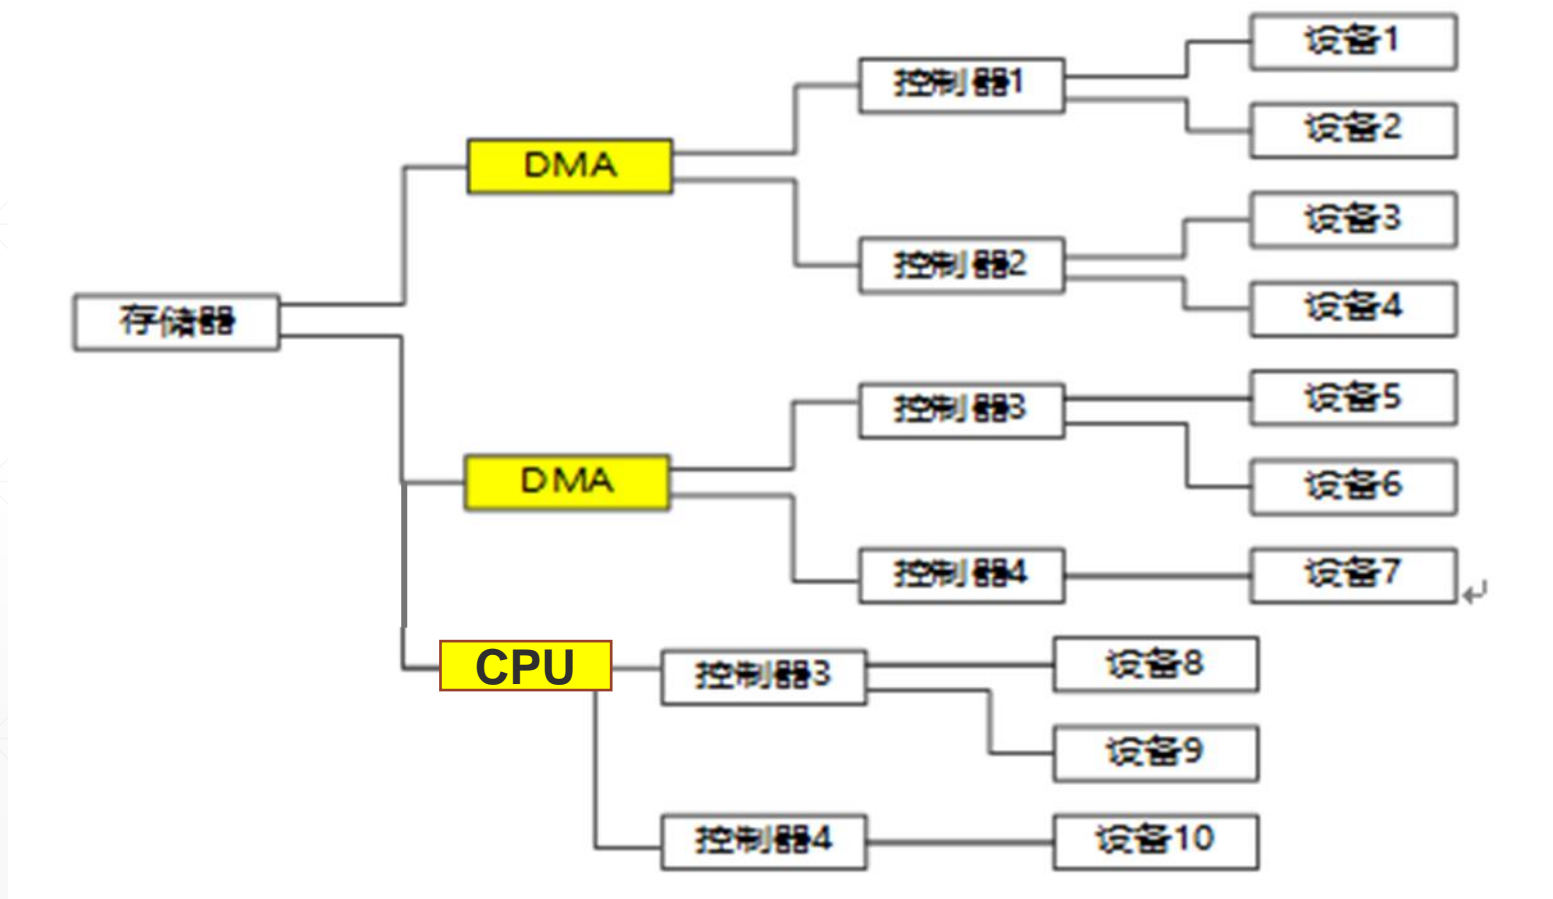 设备1
控制器1
设备2
DMA
设备3
控制器2
设备4
存储器
设备5
控制器3
DMA
设备6
控制器4
设备7
CPU
控制器3
设备8
设备9
控制器4
设备10